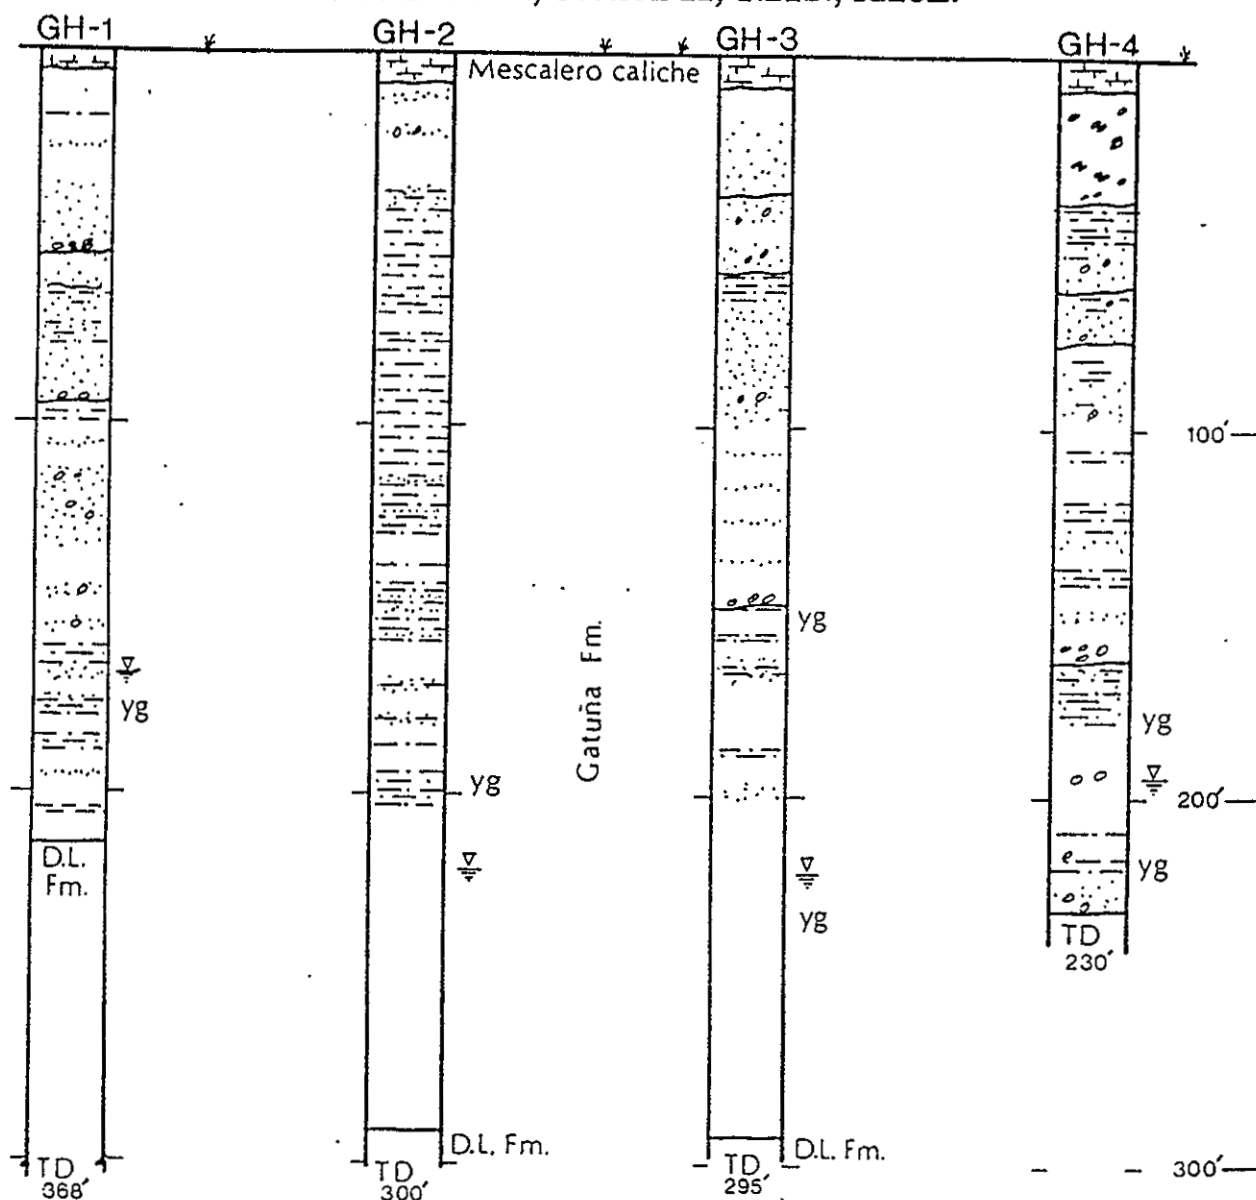 GH-1
GH-2
GH-3
GH-4
Mescalero caliche
100′
Gatuña Fm.
yg
yg
yg
yg
200′
D.L.
Fm.
yg
yg
TD
230′
D.L. Fm.
D.L. Fm.
TD
368′
TD
300′
TD
295′
300′